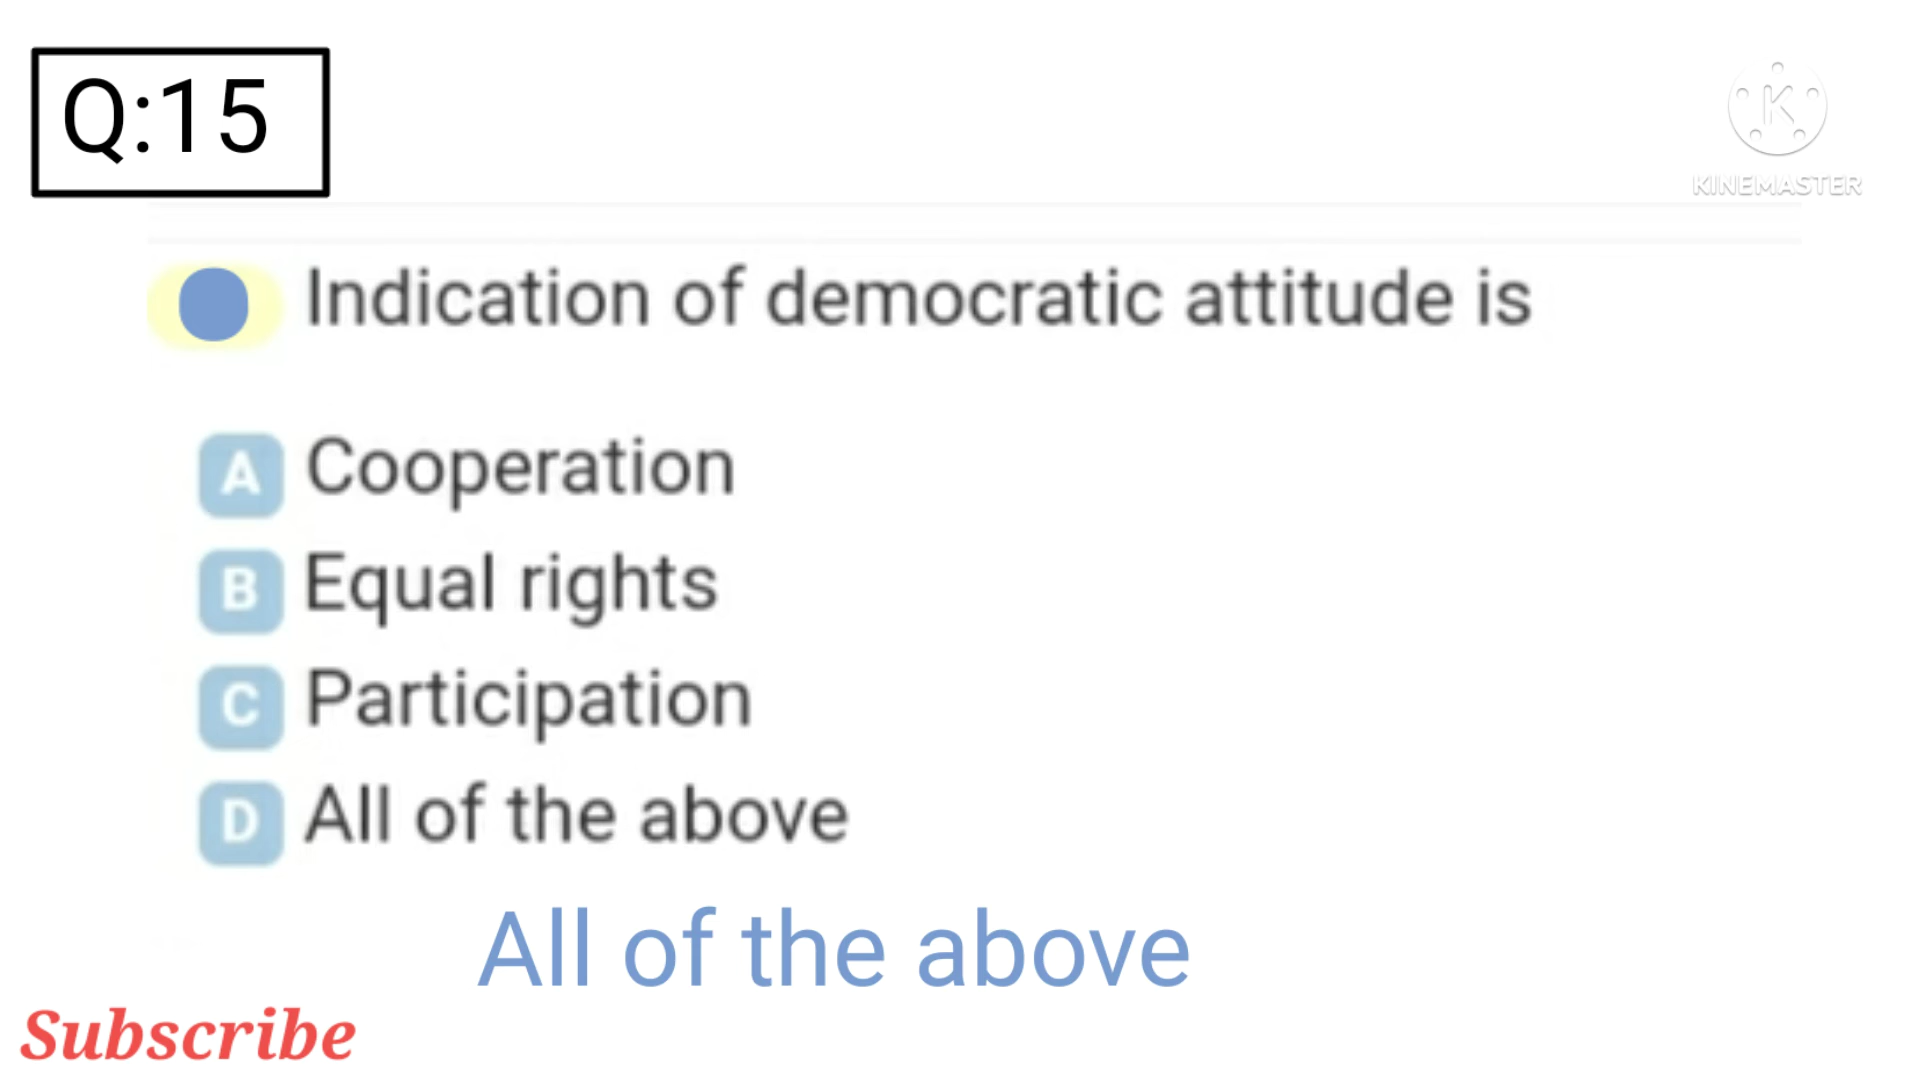 Q:15
K
KINEMASTER
Indication of democratic attitude is
A Cooperation
B Equal rights
C Participation
D All of the above
All of the above
Subscribe